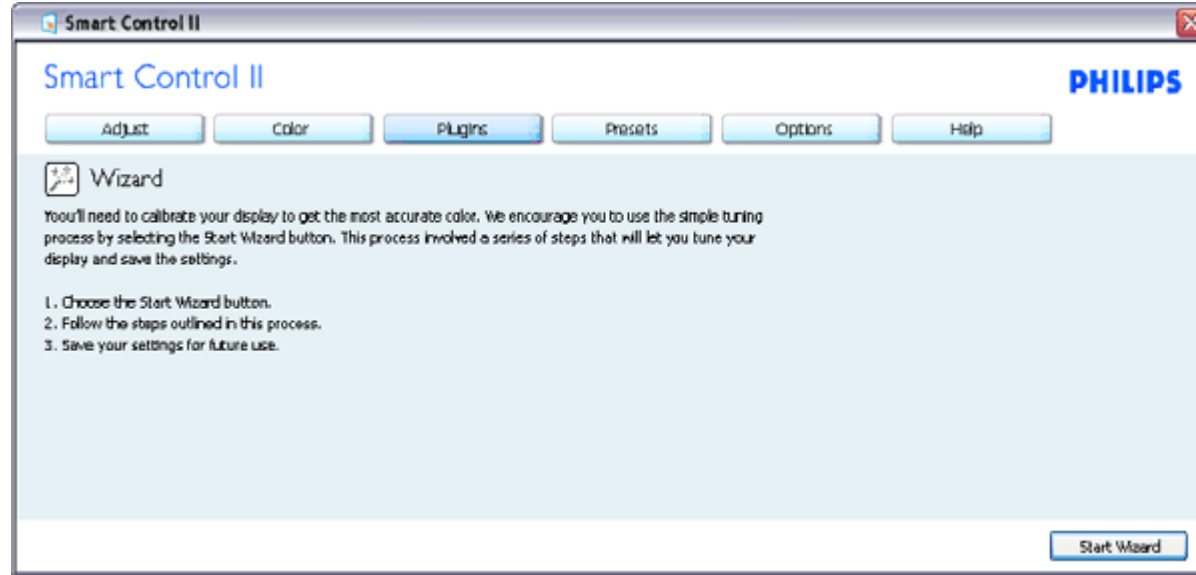 Smart Control II
Smart Control II
PHILIPS
Adjust
Color
Plugins
Presets
Options
Help
Wizard
Yoou'll need to calibrate your display to get the most accurate color. We encourage you to use the simple tuning
process by selecting the Start Wizard button. This process involved a series of steps that will let you tune your
display and save the settings.
1. Choose the Start Wizard button.
2. Follow the steps outlined in this process.
3. Save your settings for future use.
Start Wizard